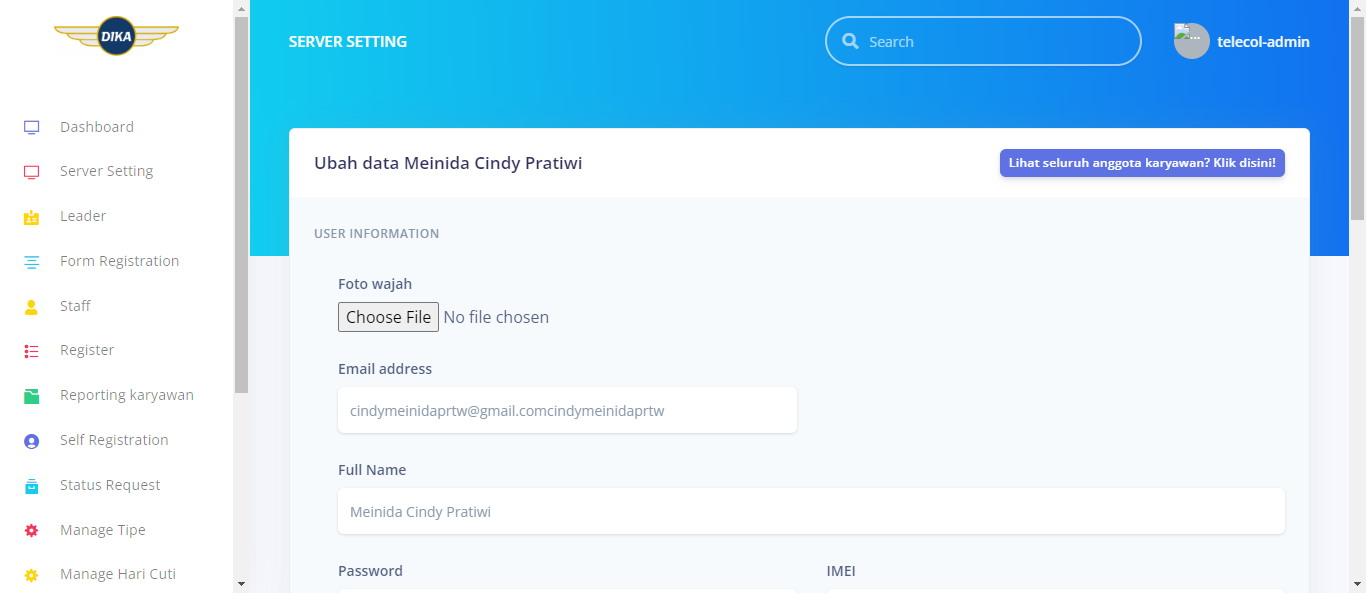 DIKA
SERVER SETTING
Search
...
telecol-admin
Dashboard
Server Setting
Leader
Form Registration
Staff
Register
Reporting karyawan
Self Registration
Status Request
Manage Tipe
Manage Hari Cuti
Ubah data Meinida Cindy Pratiwi
Lihat seluruh anggota karyawan? Klik disini!
USER INFORMATION
Foto wajah
Choose File No file chosen
Email address
cindymeinidaprtw@gmail.comcindymeinidaprtw
Full Name
Meinida Cindy Pratiwi
Password
IMEI